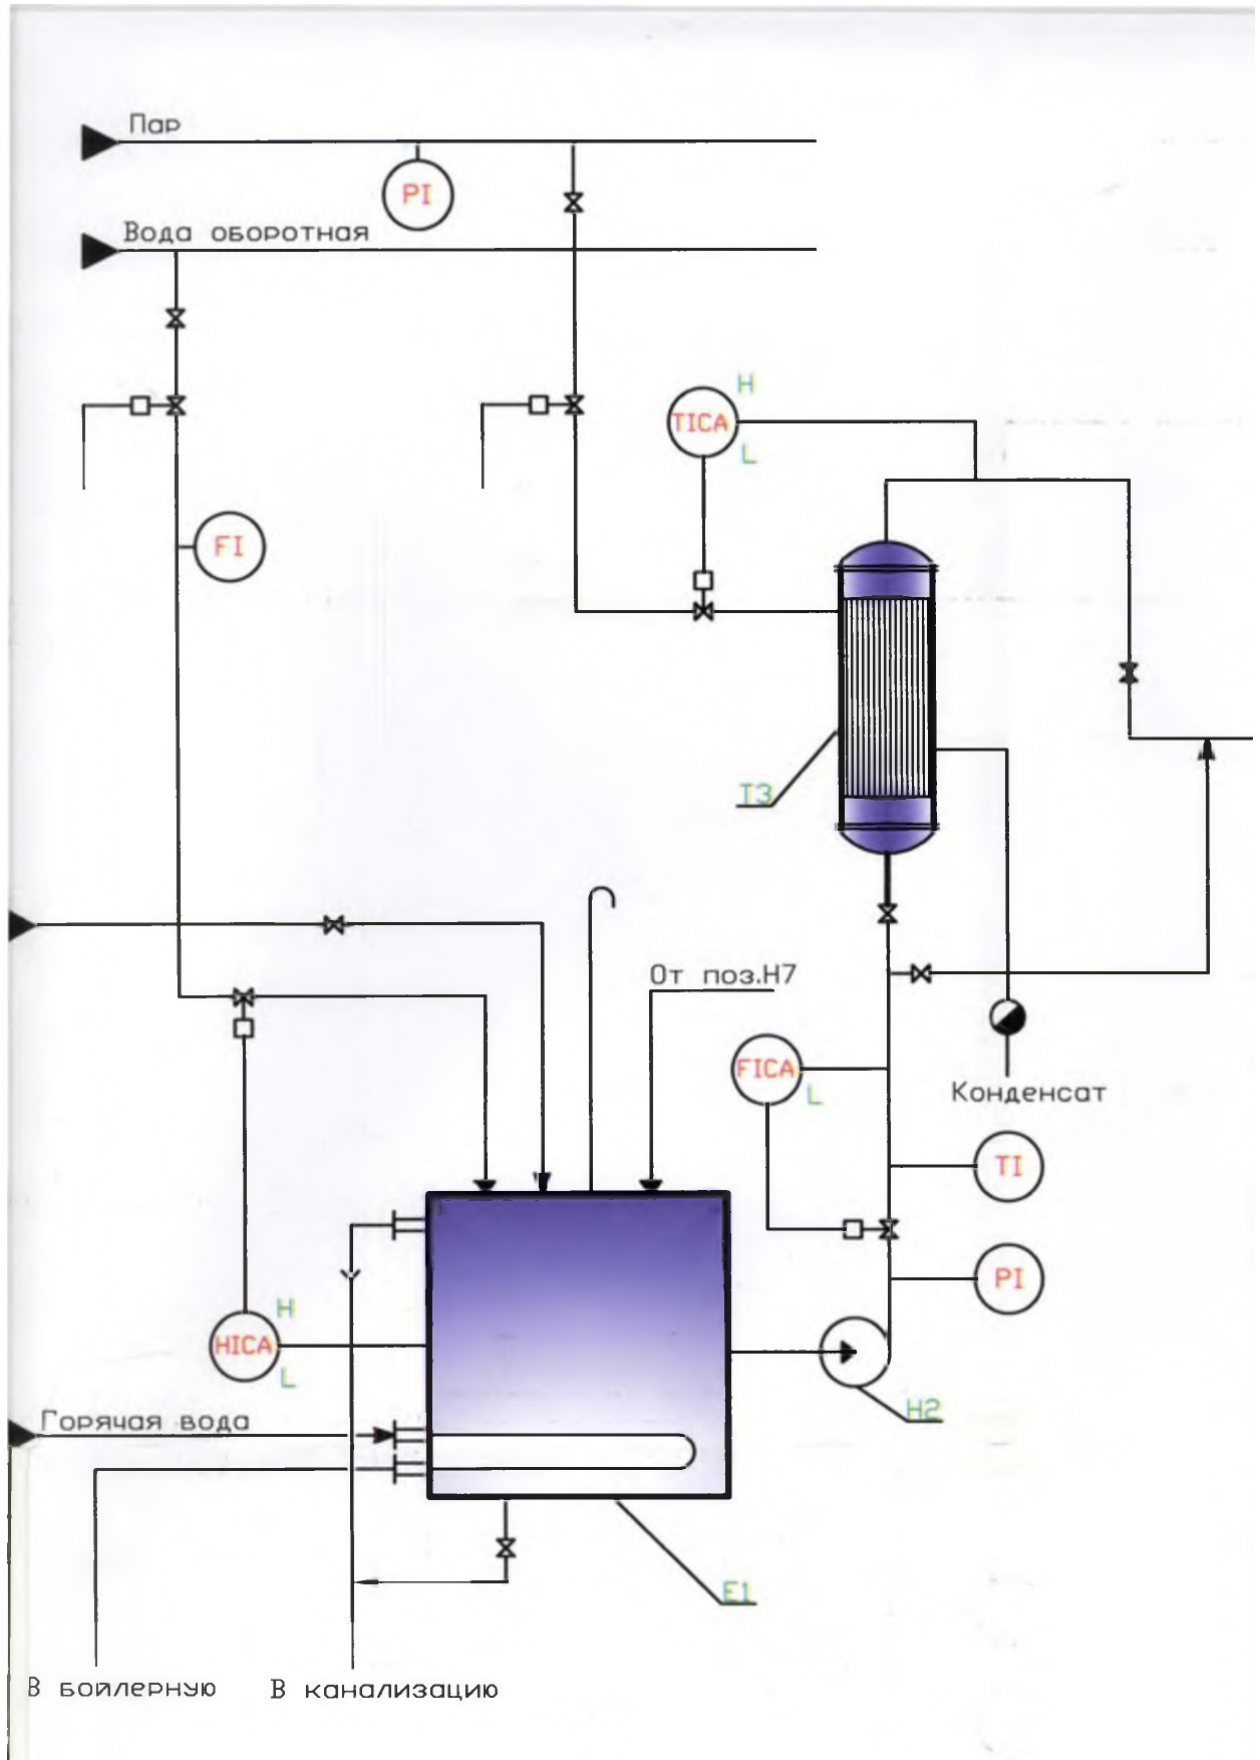 Пар
PI
Вода оборотная
H
TICA
L
FI
T3
От поз.Н7
FICA
L
Конденсат
TI
PI
H
HICA
L
H2
Горячая вода
E1
В бойлерную
В канализацию